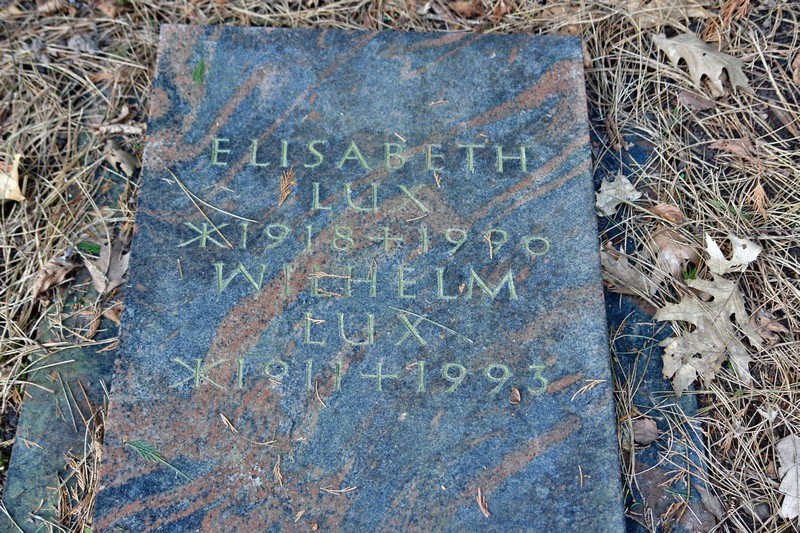 ELISABETH
LUX
*1918+1990
WILHELM
LUX
*1911+1993